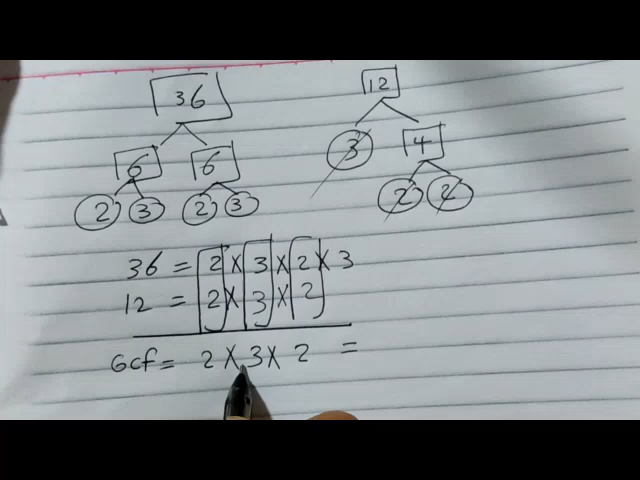 36 12
6 6 3 4
2 3 2 3 2 2
36 = 2 x 3 x 2 x 3
12 = 2 x 3 x 2
GCF = 2 x 3 x 2 =